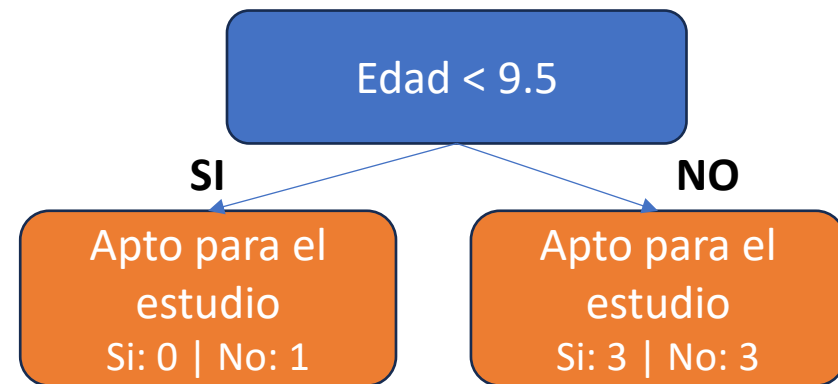 Edad < 9.5
SI
NO
Apto para el
estudio
Si: 0 | No: 1
Apto para el
estudio
Si: 3 | No: 3